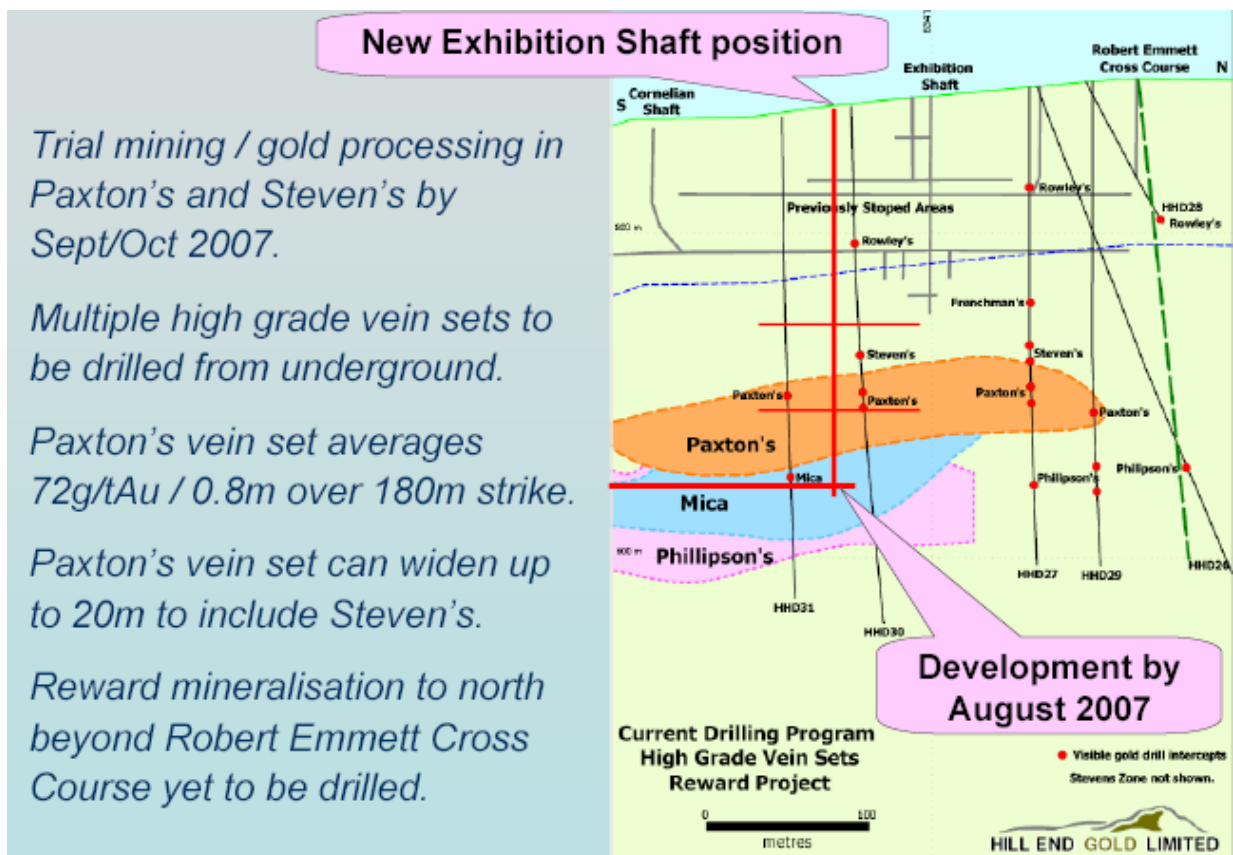 New Exhibition Shaft position
Trial mining / gold processing in
Paxton's and Steven's by
Sept/Oct 2007.
Multiple high grade vein sets to
be drilled from underground.
Paxton's vein set averages
72g/tAu / 0.8m over 180m strike.
Paxton's vein set can widen up
to 20m to include Steven's.
Reward mineralisation to north
beyond Robert Emmett Cross
Course yet to be drilled.
Robert Emmett
Cross Course
N
Exhibition
Shaft
S
Cornelian
Shaft
Rowley's
Previously Stoped Areas
HHD28
Rowley's
Rowley's
Frenchman's
Steven's
Steven's
Paxton's
Paxton's
Paxton's
Paxton's
Paxton's
Mica
Philipson's
Philipson's
Mica
Phillipson's
600 m
HHD27
HHD29
HHD26
HHD31
HHD30
Development by
August 2007
Current Drilling Program
High Grade Vein Sets
Reward Project
0
100
metres
Visible gold drill intercepts
Stevens Zone not shown.
HILL END GOLD LIMITED